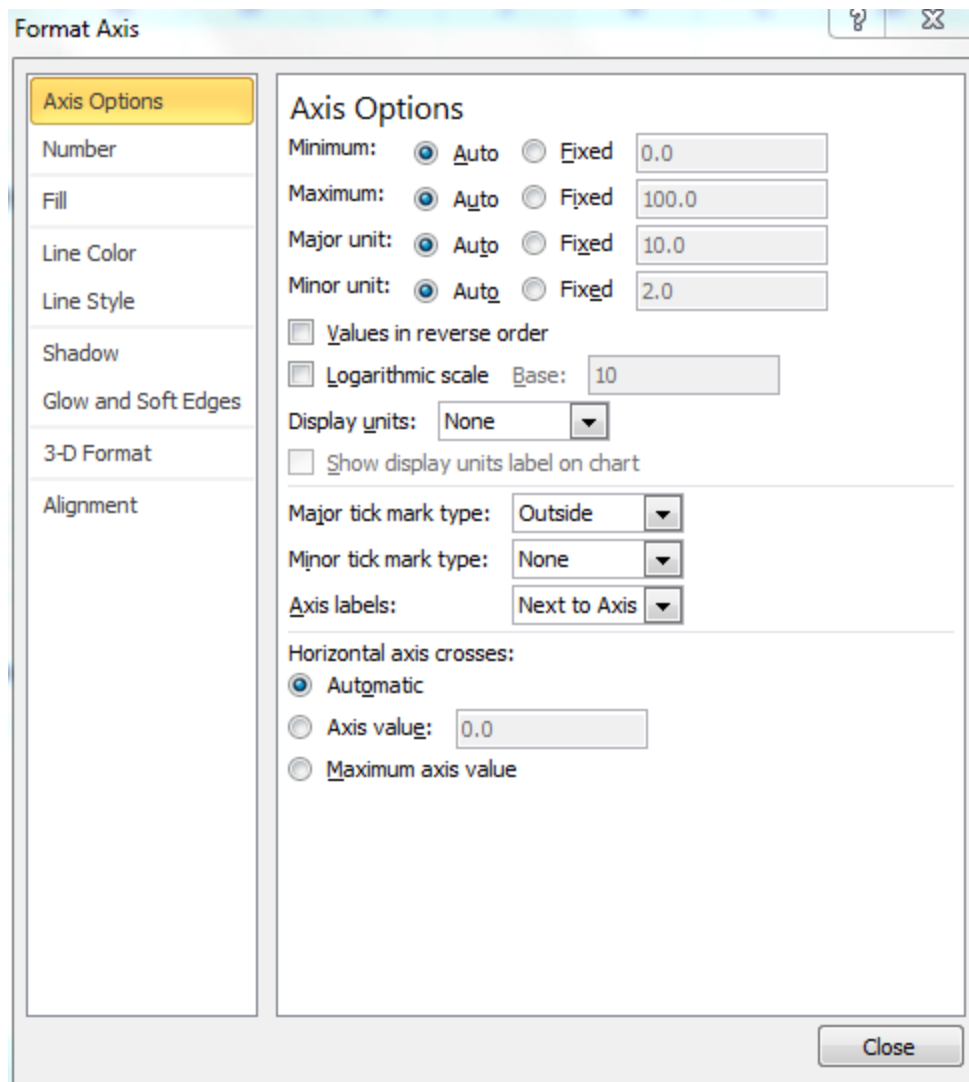 Format Axis
Axis Options
Number
Fill
Line Color
Line Style
Shadow
Glow and Soft Edges
3-D Format
Alignment
Axis Options
Minimum: Auto Fixed 0.0
Maximum: Auto Fixed 100.0
Major unit: Auto Fixed 10.0
Minor unit: Auto Fixed 2.0
Values in reverse order
Logarithmic scale Base: 10
Display units: None
Show display units label on chart
Major tick mark type: Outside
Minor tick mark type: None
Axis labels: Next to Axis
Horizontal axis crosses:
Automatic
Axis value: 0.0
Maximum axis value
Close